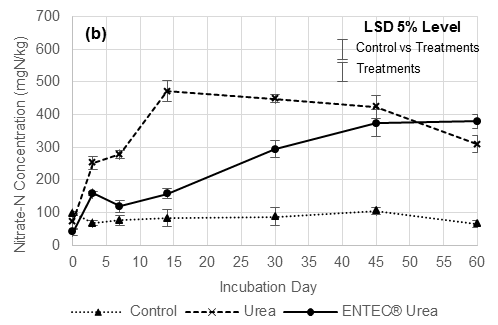 (b)
LSD 5% Level
Control vs Treatments
Treatments
Nitrate-N Concentration (mgN/kg)
700
600
500
400
300
200
100
0
0 5 10 15 20 25 30 35 40 45 50 55 60
Incubation Day
Control Urea ENTEC® Urea